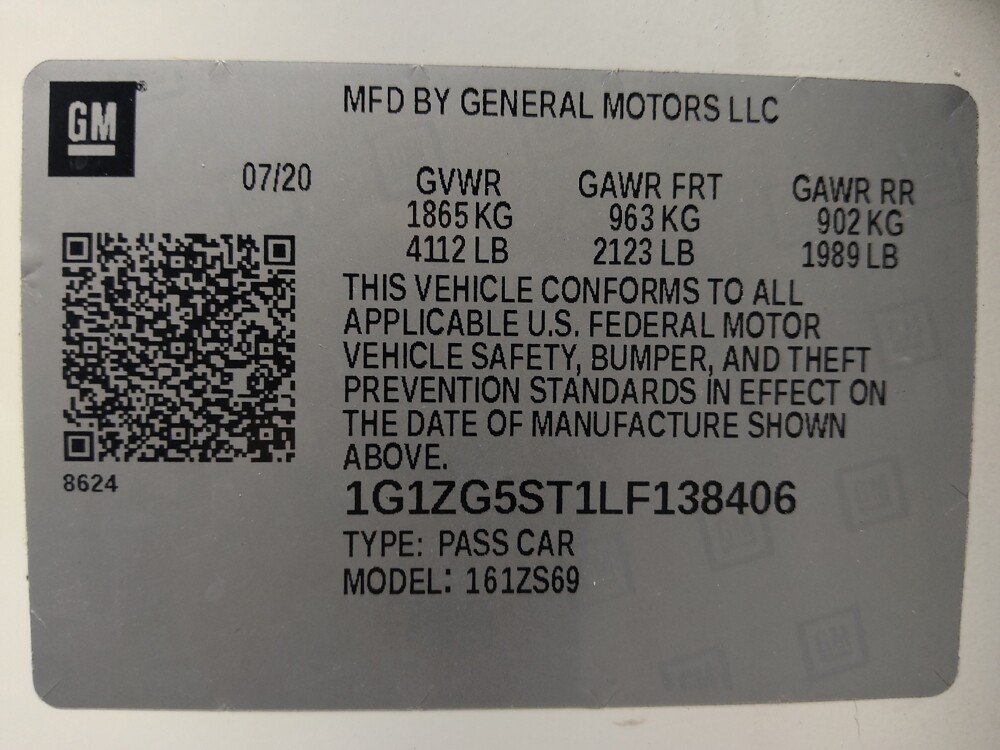 GM
MFD BY GENERAL MOTORS LLC
07/20
GVWR GAWR FRT GAWR RR
1865 KG 963 KG 902 KG
4112 LB 2123 LB 1989 LB
THIS VEHICLE CONFORMS TO ALL
APPLICABLE U.S. FEDERAL MOTOR
VEHICLE SAFETY, BUMPER, AND THEFT
PREVENTION STANDARDS IN EFFECT ON
THE DATE OF MANUFACTURE SHOWN
ABOVE.
8624
1G1ZG5ST1LF138406
TYPE: PASS CAR
MODEL: 161ZS69